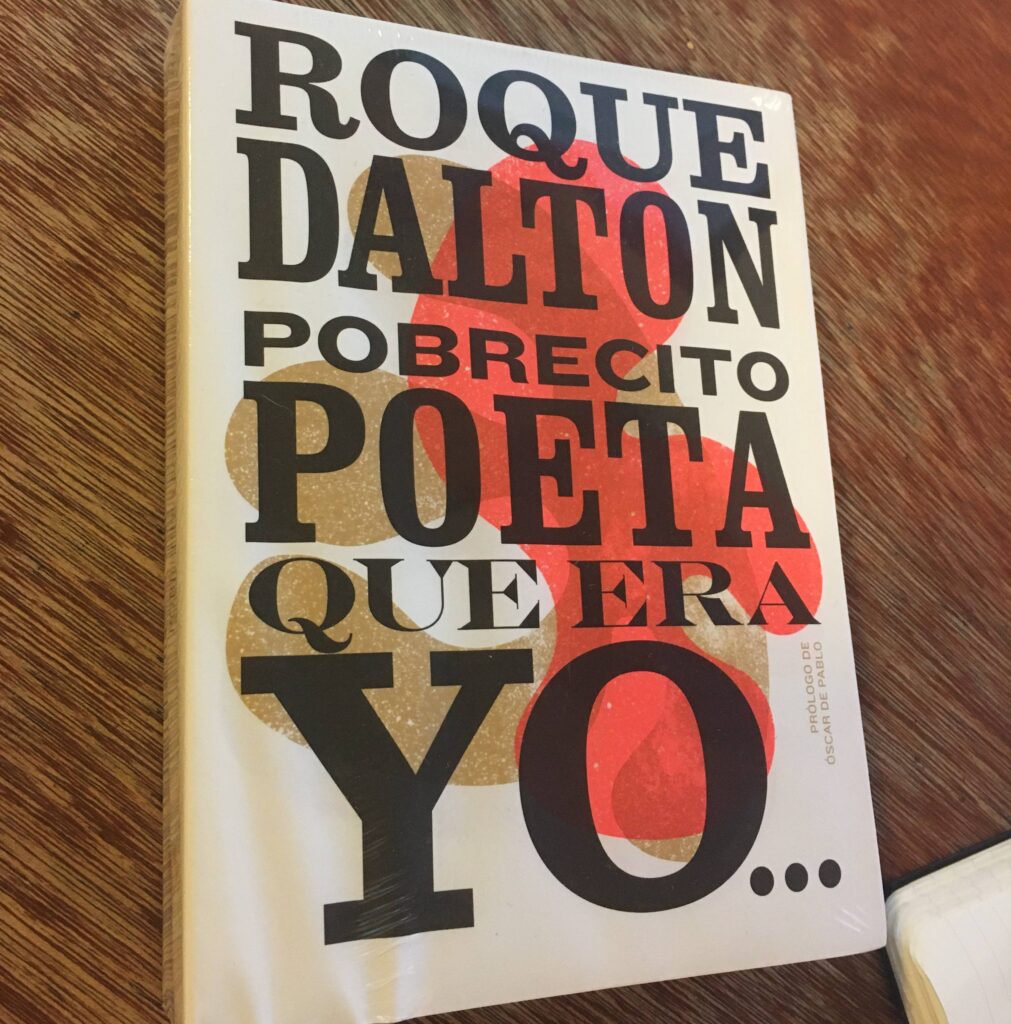 ROQUE
DALTON
POBRECITO
POETA
QUE ERA
YO...
PRÓLOGO DE
ÓSCAR DE PABLO